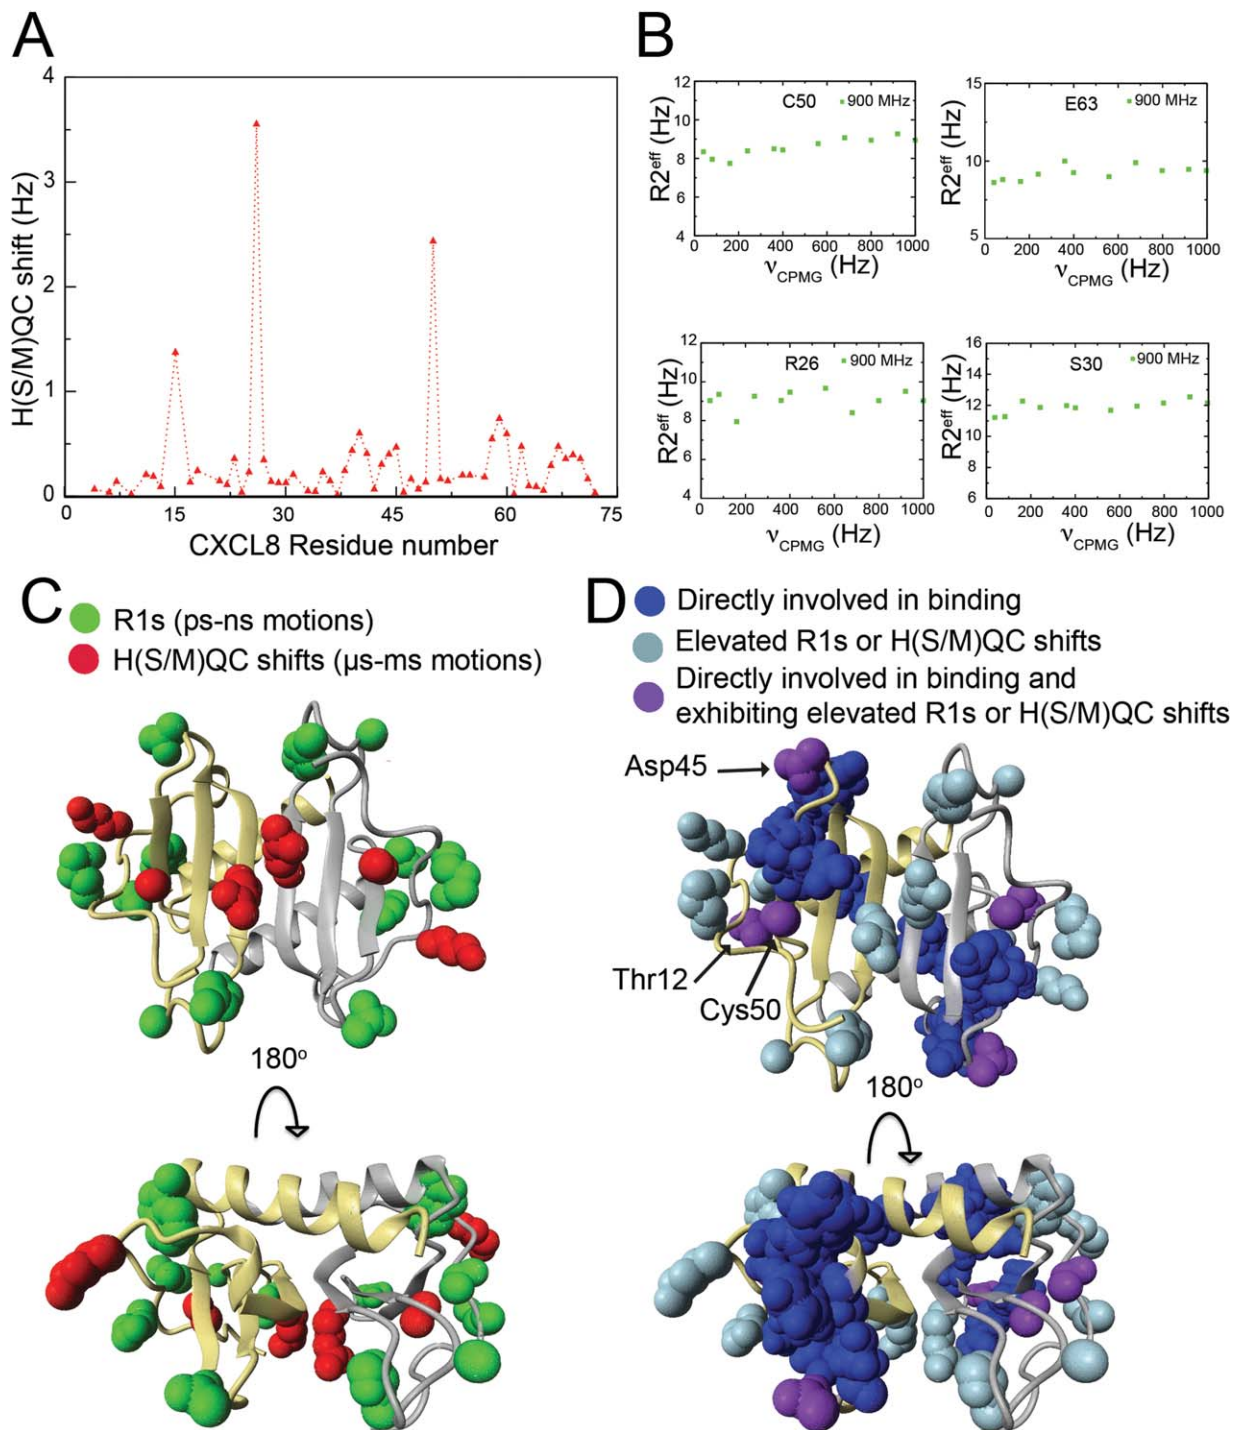 A
4
3
2
1
0
H(S/M)QC shift (Hz)
0 15 30 45 60 75
CXCL8 Residue number
B
12
10
8
6
4
R2eff (Hz)
C50
900 MHz
0 200 400 600 800 1000
νCPMG (Hz)
15
10
5
R2eff (Hz)
E63
900 MHz
0 200 400 600 800 1000
νCPMG (Hz)
12
10
8
6
4
R2eff (Hz)
R26
900 MHz
0 200 400 600 800 1000
νCPMG (Hz)
16
14
12
10
8
6
R2eff (Hz)
S30
900 MHz
0 200 400 600 800 1000
νCPMG (Hz)
C
R1s (ps-ns motions)
H(S/M)QC shifts (µs-ms motions)
180o
D
Directly involved in binding
Elevated R1s or H(S/M)QC shifts
Directly involved in binding and
exhibiting elevated R1s or H(S/M)QC shifts
Asp45
Thr12
Cys50
180o